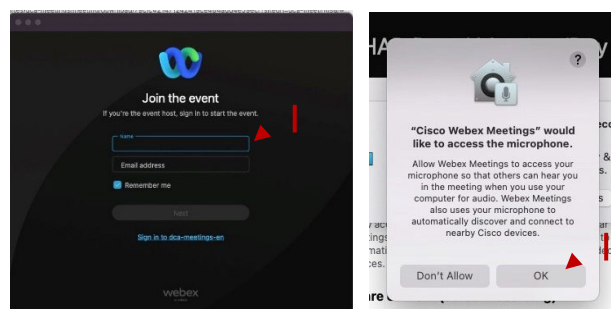 Join the event
If you're the event host, sign in to start the event.
Name
Email address
Remember me
Next
Sign in to dca-meetings-en
webex
?
"Cisco Webex Meetings" would
like to access the microphone.
Allow Webex Meetings to access your
microphone so that others can hear you
in the meeting when you use your
computer for audio. Webex Meetings
also uses your microphone to
automatically discover and connect to
nearby Cisco devices.
Don't Allow
OK